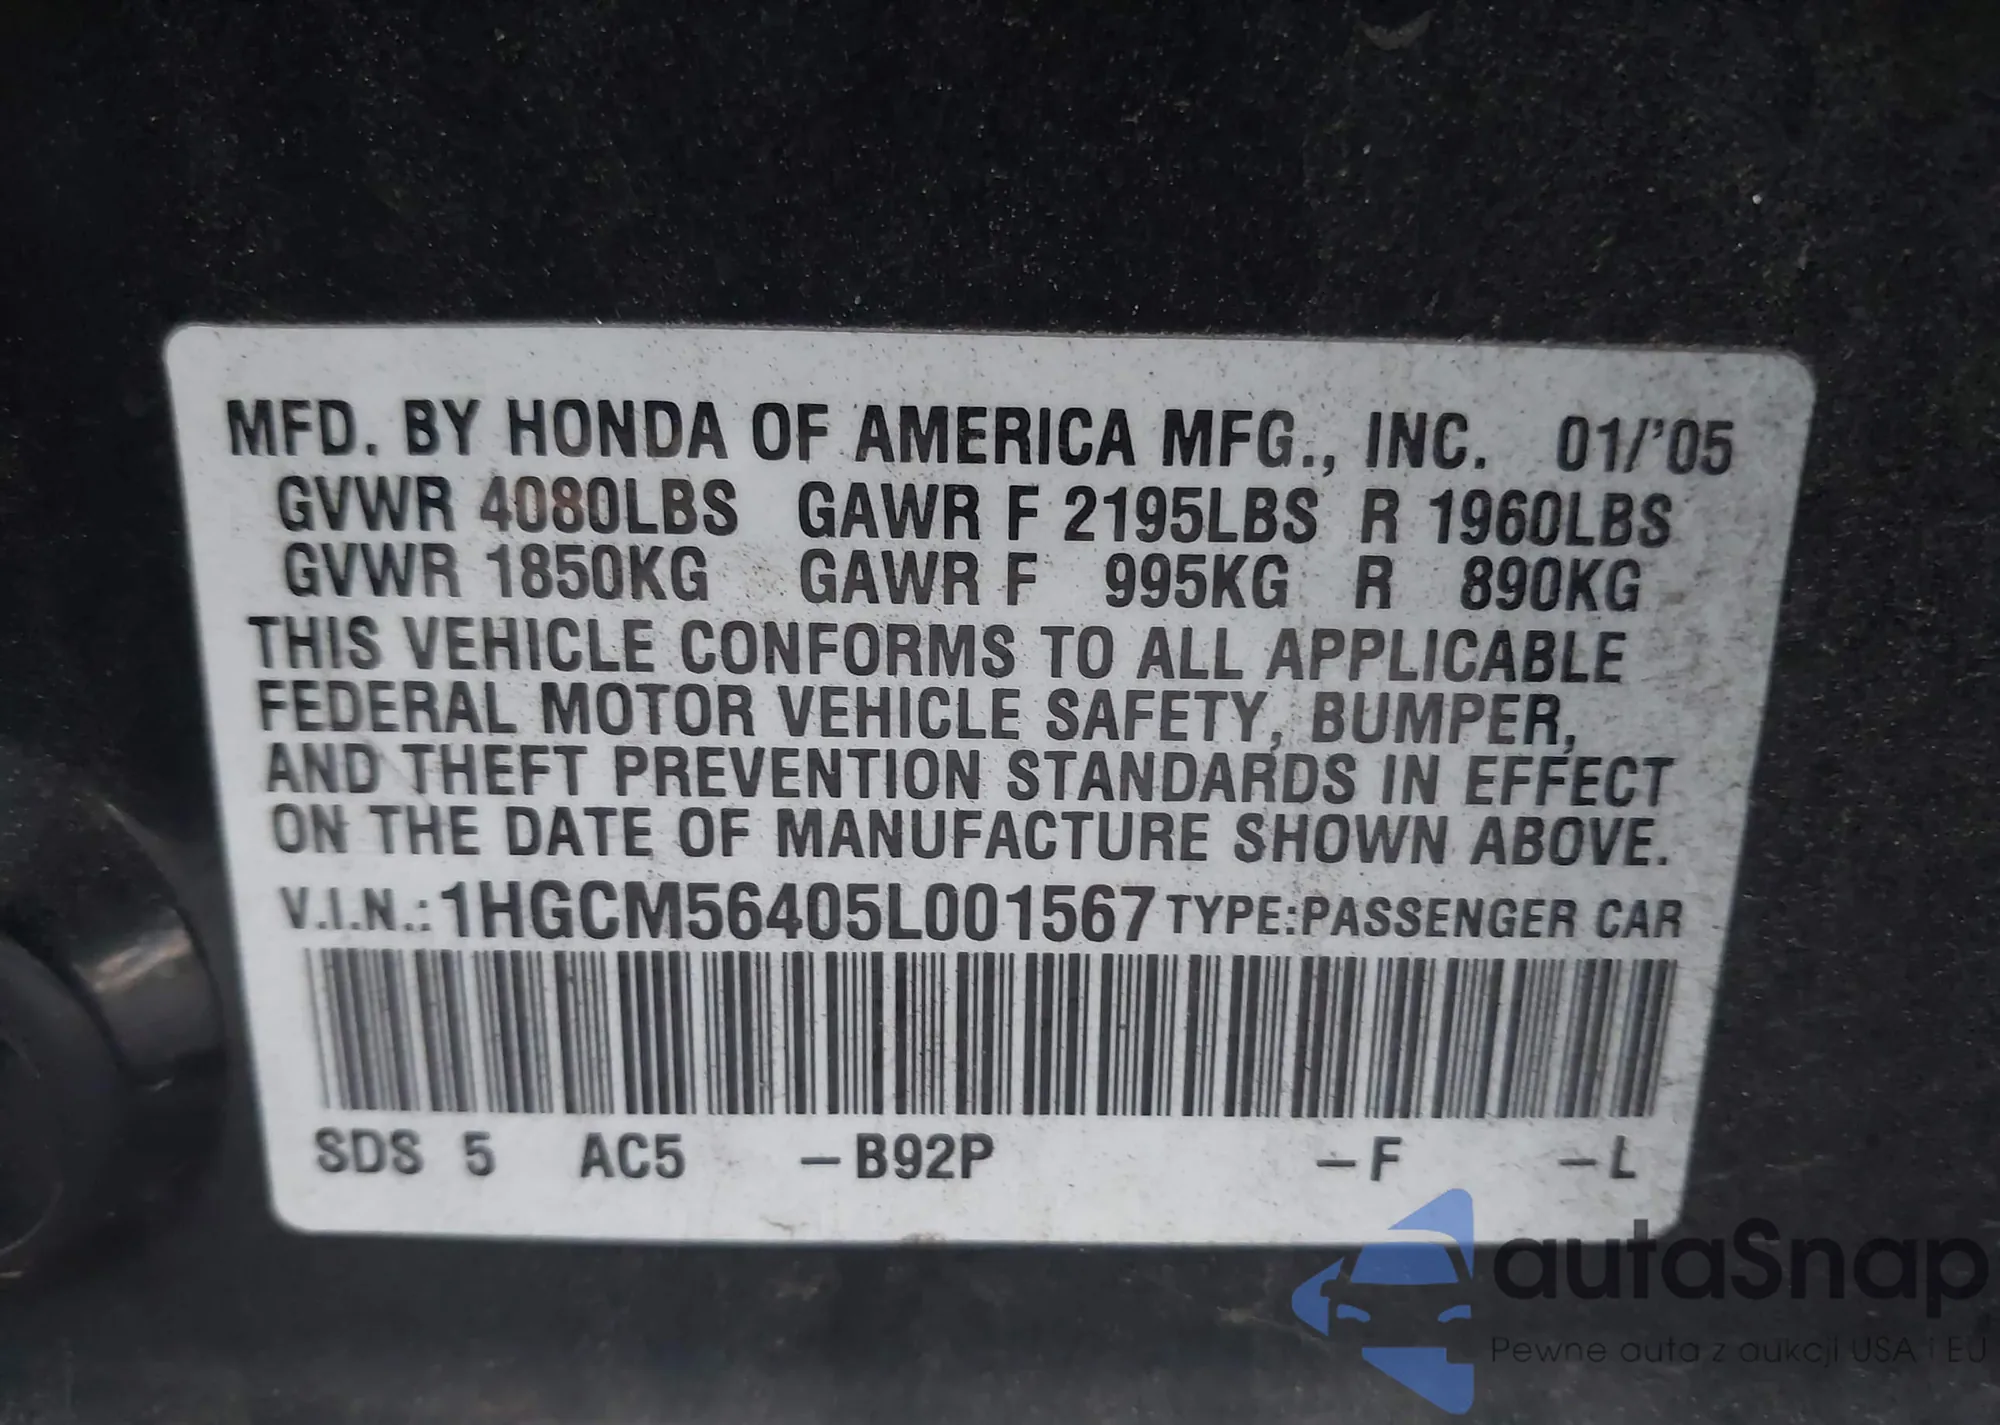 MFD. BY HONDA OF AMERICA MFG., INC. 01/'05
GVWR 4080LBS GAWR F 2195LBS R 1960LBS
GVWR 1850KG GAWR F 995KG R 890KG
THIS VEHICLE CONFORMS TO ALL APPLICABLE
FEDERAL MOTOR VEHICLE SAFETY, BUMPER,
AND THEFT PREVENTION STANDARDS IN EFFECT
ON THE DATE OF MANUFACTURE SHOWN ABOVE.
V.I.N.: 1HGCM56405L001567 TYPE:PASSENGER CAR
SDS 5 AC5 –B92P –F –L
autaSnap
Pewne auta z aukcji USA i EU